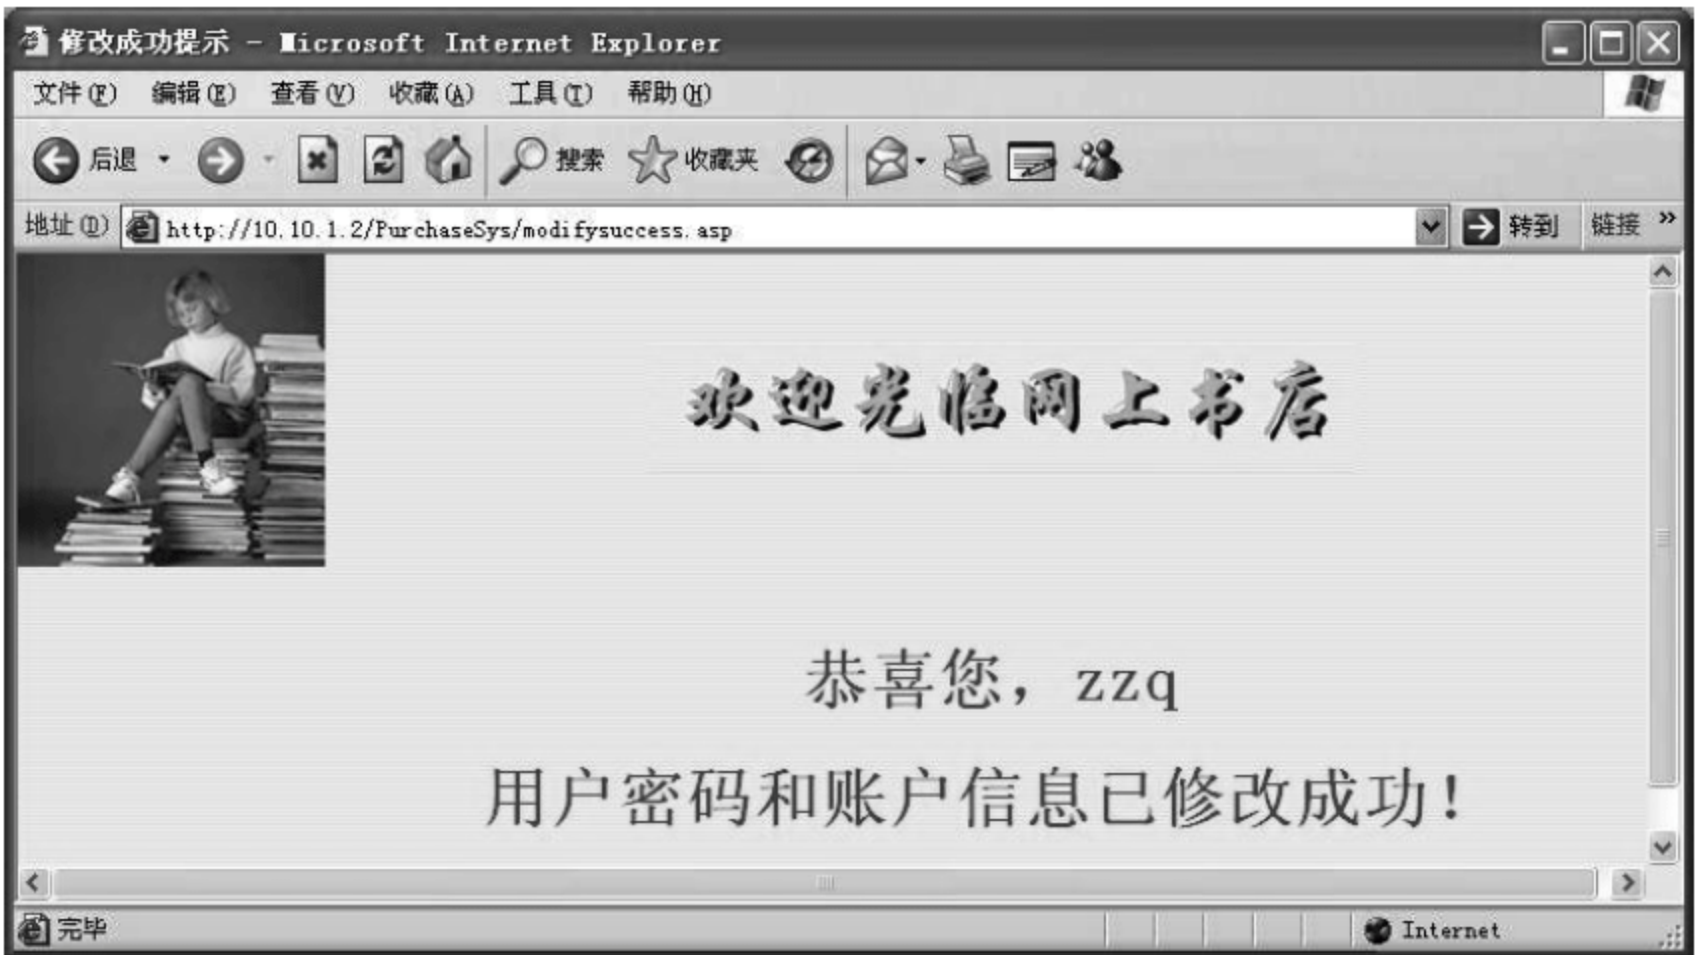 修改成功提示 - Microsoft Internet Explorer
文件(F) 编辑(E) 查看(V) 收藏(A) 工具(T) 帮助(H)
后退 搜索 收藏夹
地址(D) http://10.10.1.2/PurchaseSys/modifysuccess.asp 转到 链接 »
欢迎光临网上书店
恭喜您，zzq
用户密码和账户信息已修改成功！
完毕 Internet